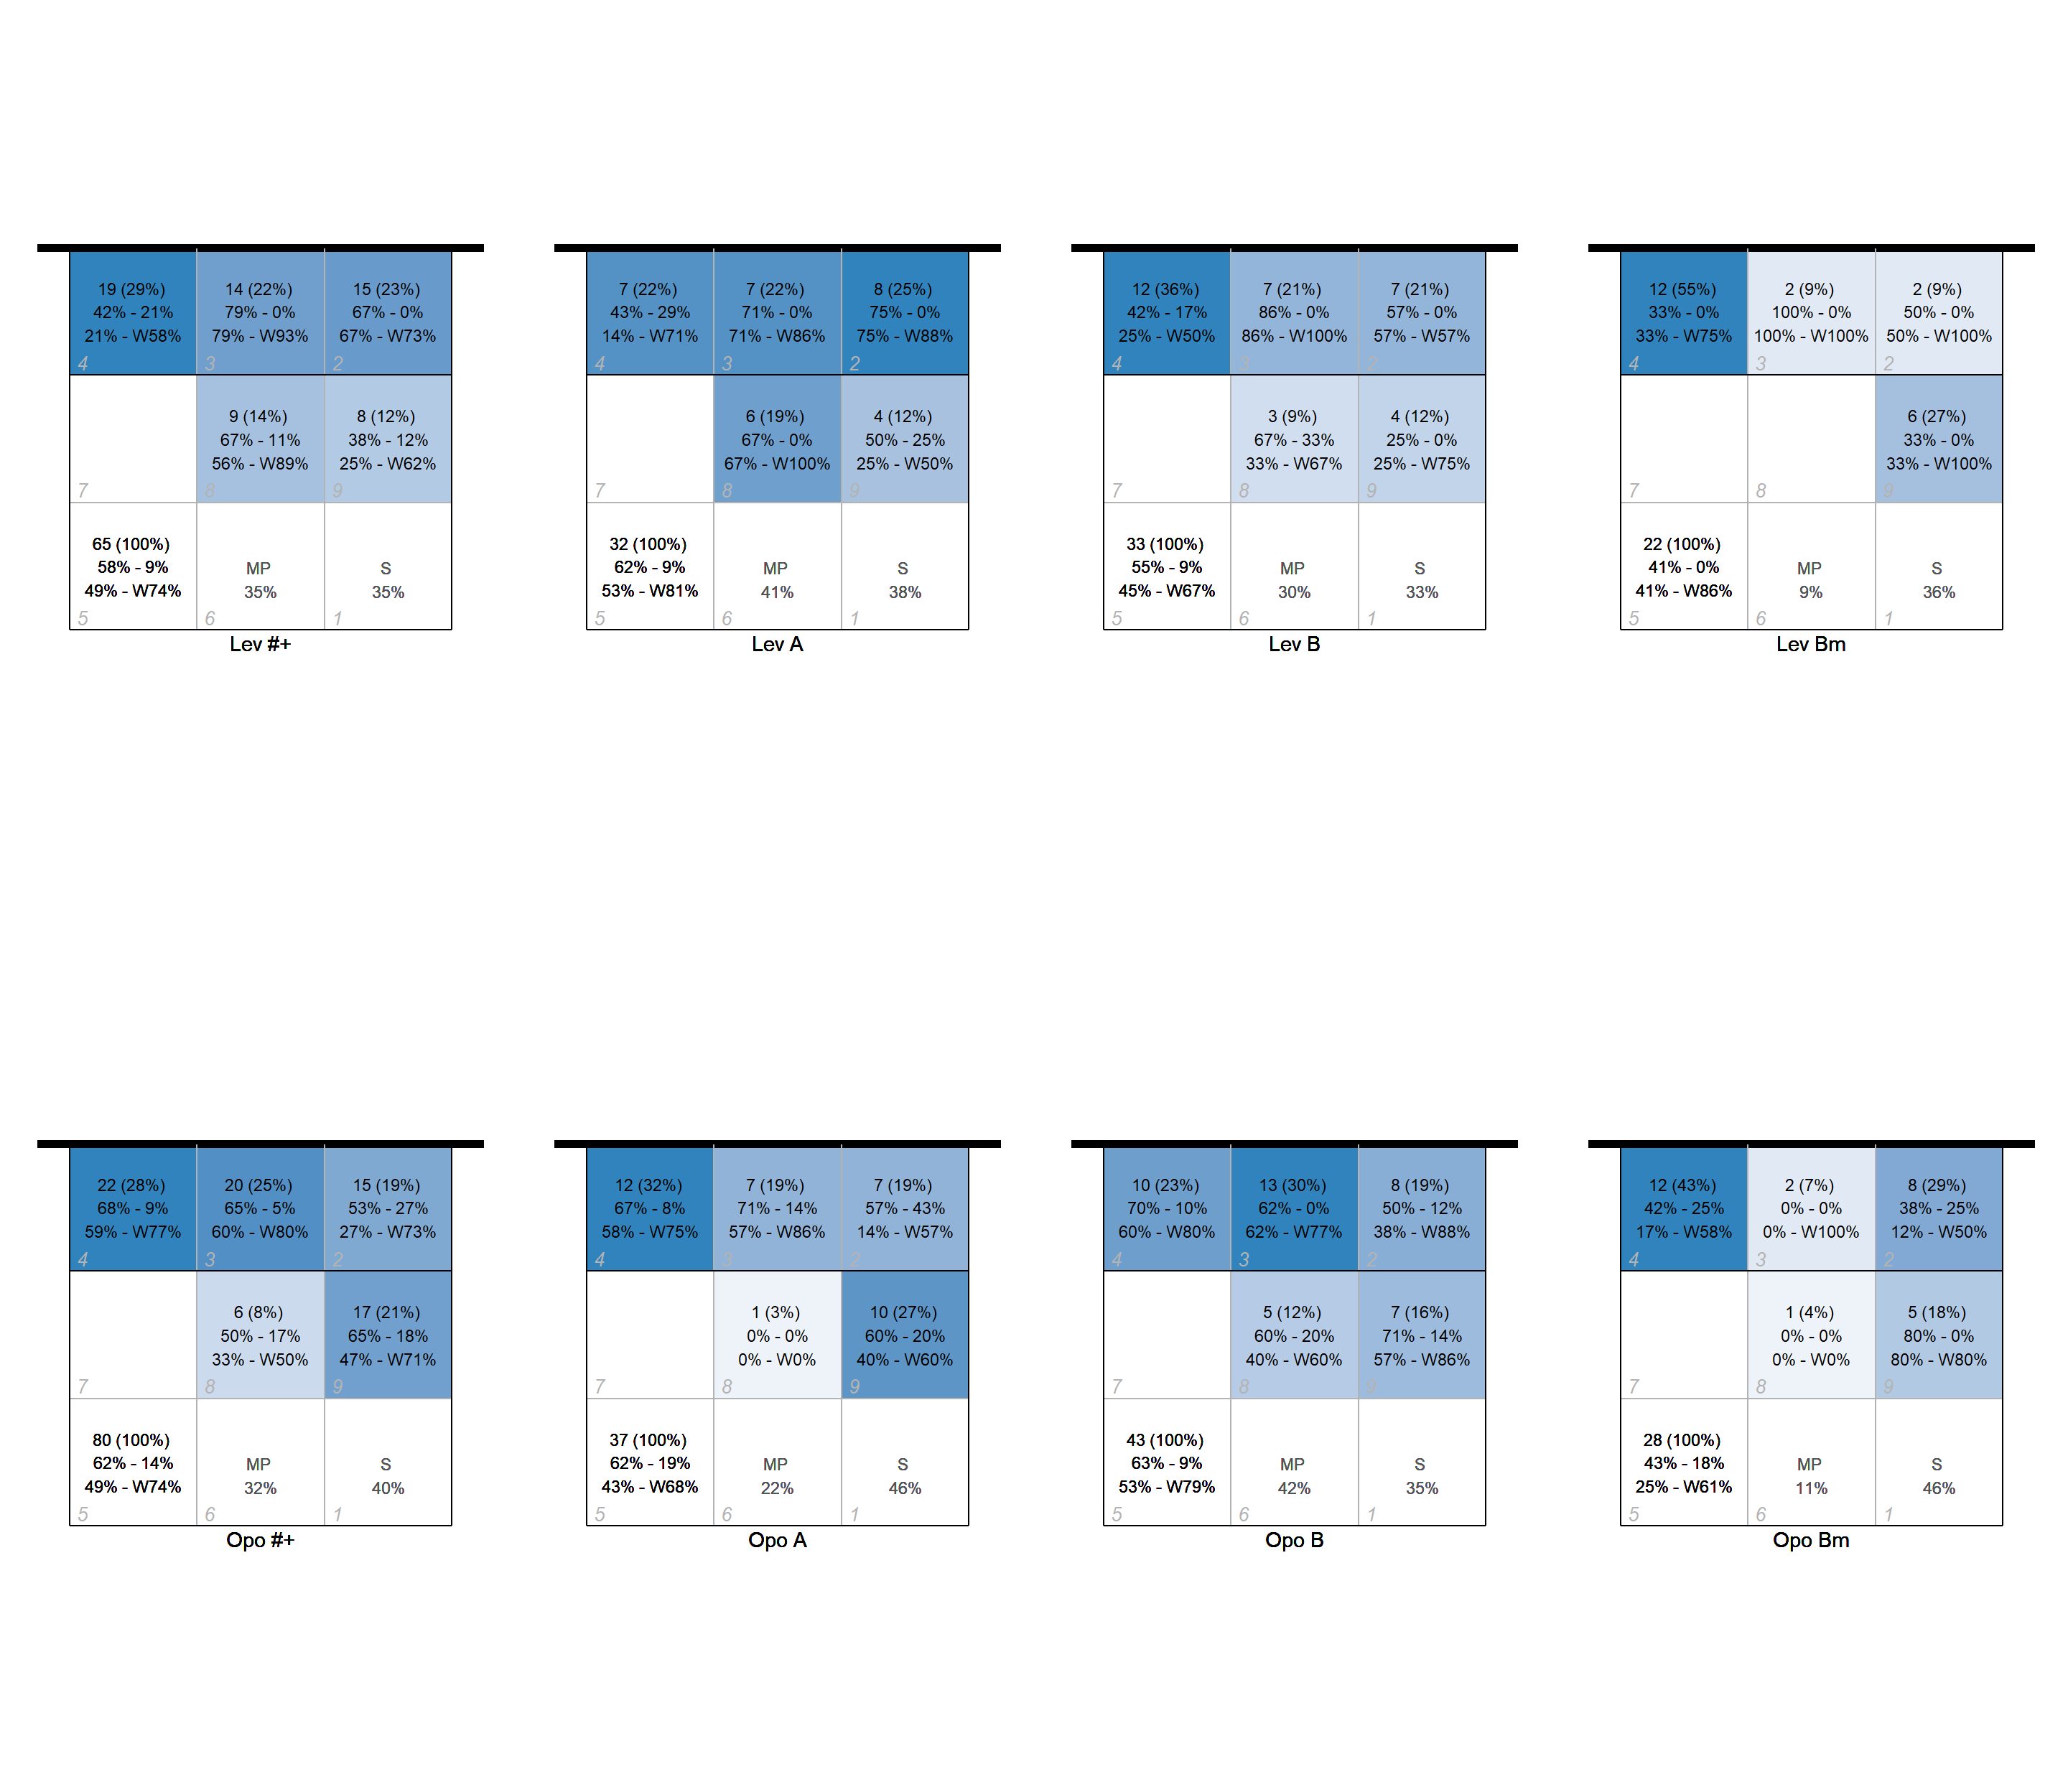 19 (29%)
42% - 21%
21% - W58%
4
14 (22%)
79% - 0%
79% - W93%
3
15 (23%)
67% - 0%
67% - W73%
2
7
9 (14%)
67% - 11%
56% - W89%
8
8 (12%)
38% - 12%
25% - W62%
9
65 (100%)
58% - 9%
49% - W74%
5
MP
35%
6
S
35%
1
Lev #+
7 (22%)
43% - 29%
14% - W71%
4
7 (22%)
71% - 0%
71% - W86%
3
8 (25%)
75% - 0%
75% - W88%
2
7
6 (19%)
67% - 0%
67% - W100%
8
4 (12%)
50% - 25%
25% - W50%
9
32 (100%)
62% - 9%
53% - W81%
5
MP
41%
6
S
38%
1
Lev A
12 (36%)
42% - 17%
25% - W50%
4
7 (21%)
86% - 0%
86% - W100%
3
7 (21%)
57% - 0%
57% - W57%
2
7
3 (9%)
67% - 33%
33% - W67%
8
4 (12%)
25% - 0%
25% - W75%
9
33 (100%)
55% - 9%
45% - W67%
5
MP
30%
6
S
33%
1
Lev B
12 (55%)
33% - 0%
33% - W75%
4
2 (9%)
100% - 0%
100% - W100%
3
2 (9%)
50% - 0%
50% - W100%
2
7
8
6 (27%)
33% - 0%
33% - W100%
9
22 (100%)
41% - 0%
41% - W86%
5
MP
9%
6
S
36%
1
Lev Bm
22 (28%)
68% - 9%
59% - W77%
4
20 (25%)
65% - 5%
60% - W80%
3
15 (19%)
53% - 27%
27% - W73%
2
7
6 (8%)
50% - 17%
33% - W50%
8
17 (21%)
65% - 18%
47% - W71%
9
80 (100%)
62% - 14%
49% - W74%
5
MP
32%
6
S
40%
1
Opo #+
12 (32%)
67% - 8%
58% - W75%
4
7 (19%)
71% - 14%
57% - W86%
3
7 (19%)
57% - 43%
14% - W57%
2
7
1 (3%)
0% - 0%
0% - W0%
8
10 (27%)
60% - 20%
40% - W60%
9
37 (100%)
62% - 19%
43% - W68%
5
MP
22%
6
S
46%
1
Opo A
10 (23%)
70% - 10%
60% - W80%
4
13 (30%)
62% - 0%
62% - W77%
3
8 (19%)
50% - 12%
38% - W88%
2
7
5 (12%)
60% - 20%
40% - W60%
8
7 (16%)
71% - 14%
57% - W86%
9
43 (100%)
63% - 9%
53% - W79%
5
MP
42%
6
S
35%
1
Opo B
12 (43%)
42% - 25%
17% - W58%
4
2 (7%)
0% - 0%
0% - W100%
3
8 (29%)
38% - 25%
12% - W50%
2
7
1 (4%)
0% - 0%
0% - W0%
8
5 (18%)
80% - 0%
80% - W80%
9
28 (100%)
43% - 18%
25% - W61%
5
MP
11%
6
S
46%
1
Opo Bm